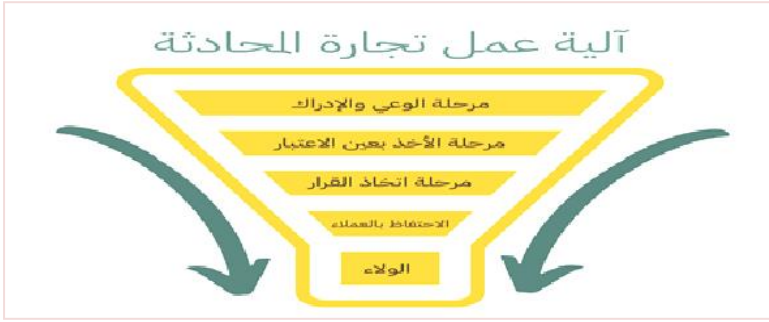 آلية عمل تجارة المحادثة
مرحلة الوعي والإدراك
مرحلة الأخذ بعين الاعتبار
مرحلة اتخاذ القرار
الاحتفاظ بالعملاء
الولاء